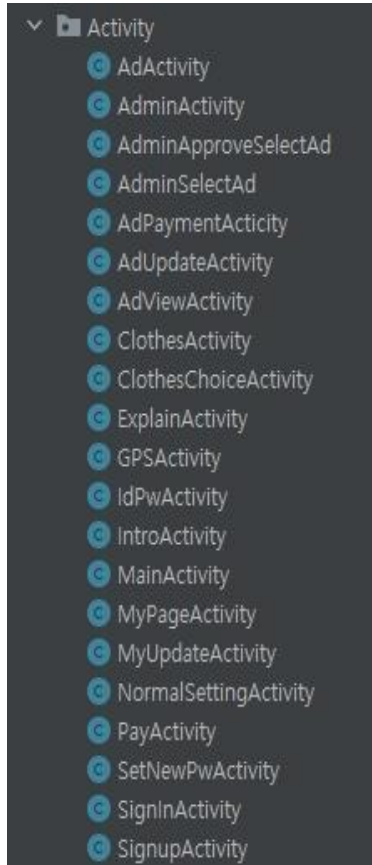 Activity
AdActivity
AdminActivity
AdminApproveSelectAd
AdminSelectAd
AdPaymentActicity
AdUpdateActivity
AdViewActivity
ClothesActivity
ClothesChoiceActivity
ExplainActivity
GPSActivity
IdPwActivity
IntroActivity
MainActivity
MyPageActivity
MyUpdateActivity
NormalSettingActivity
PayActivity
SetNewPwActivity
SignInActivity
SignupActivity